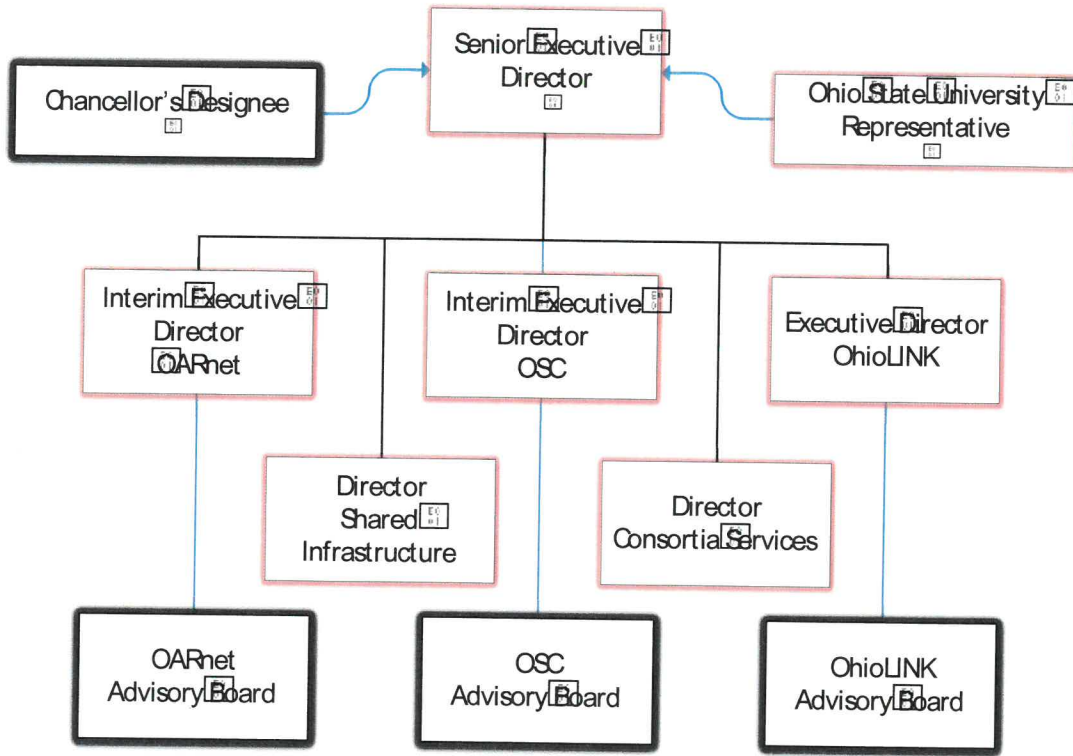 Senior Executive
Director
Chancellor's Designee
Ohio State University
Representative
Interim Executive
Director
OARnet
Interim Executive
Director
OSC
Executive Director
OhioLINK
Director
Shared
Infrastructure
Director
Consortia Services
OARnet
Advisory Board
OSC
Advisory Board
OhioLINK
Advisory Board